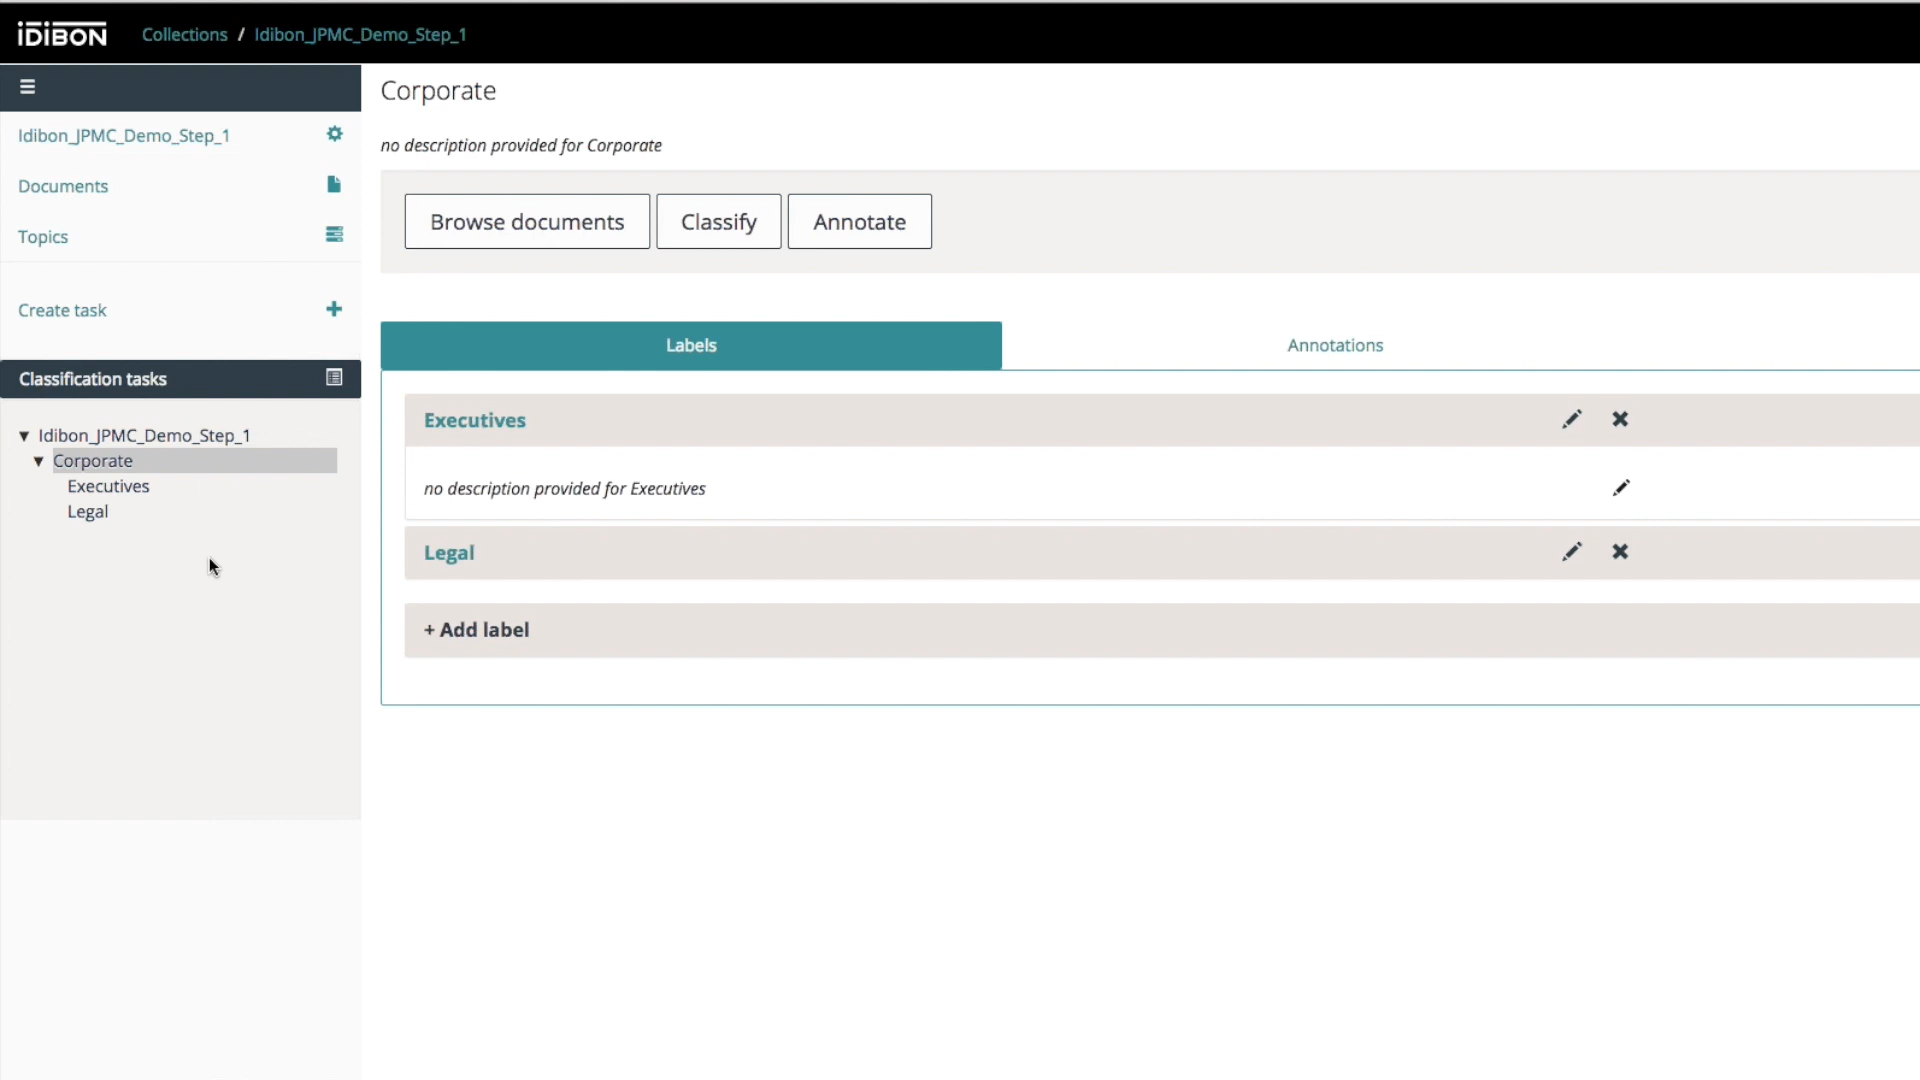 iDIBON
Collections / Idibon_JPMC_Demo_Step_1
Corporate
Idibon_JPMC_Demo_Step_1
no description provided for Corporate
Documents
Browse documents
Classify
Annotate
Topics
Create task
Labels
Annotations
Classification tasks
Executives
Idibon_JPMC_Demo_Step_1
Corporate
Executives
Legal
no description provided for Executives
Legal
+ Add label